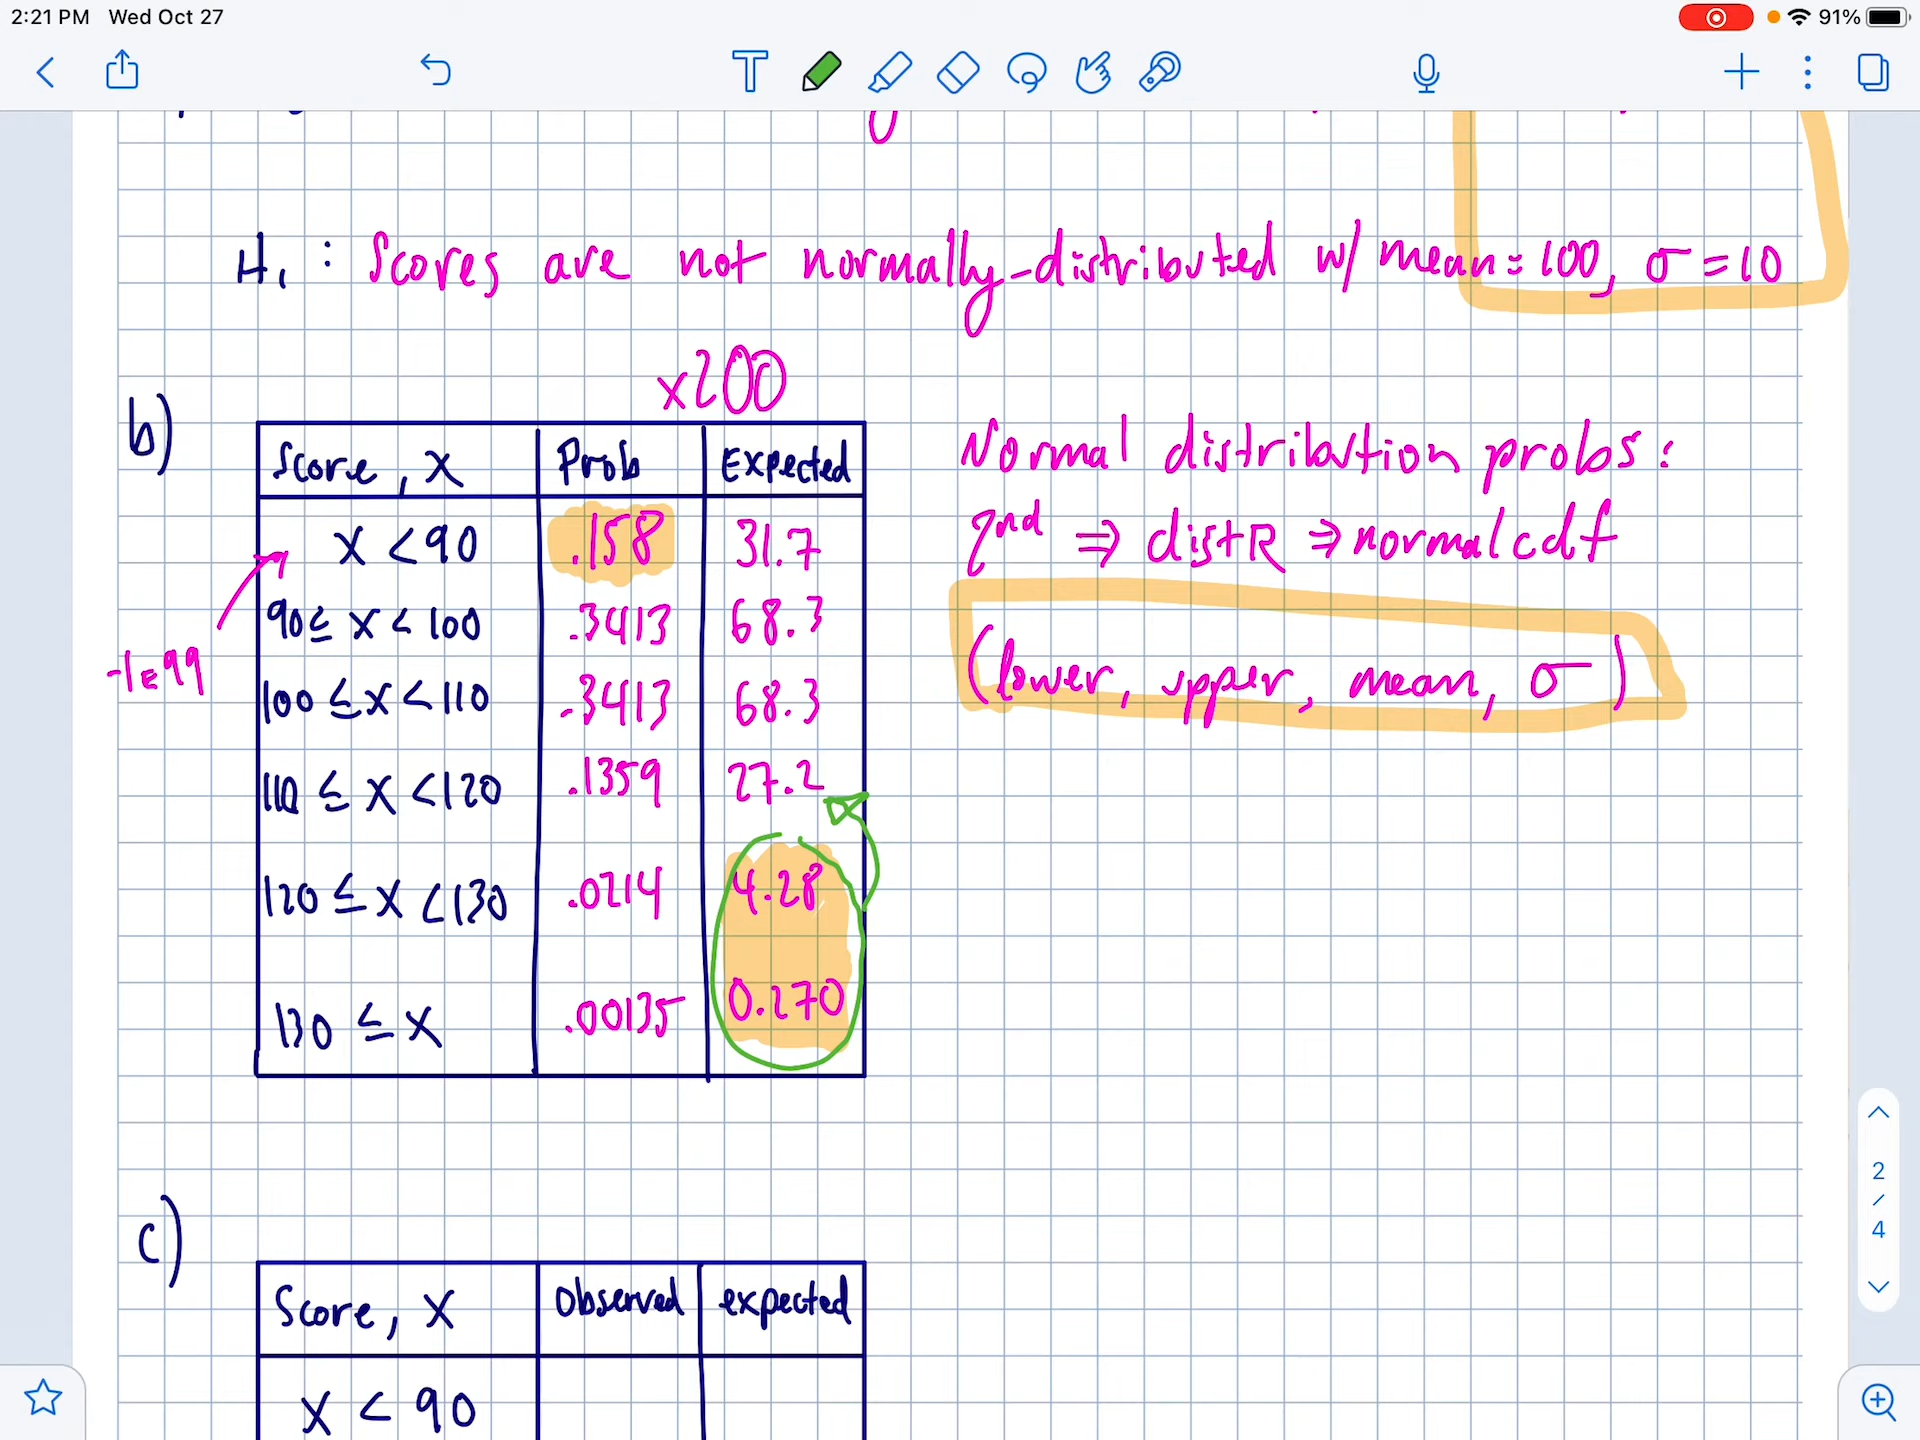 2:21 PM Wed Oct 27 91%
T
H₁ : Scores are not normally-distributed w/ mean = 100, σ = 10
x200
b)
Score, X Prob Expected
X < 90 .158 31.7
90 ≤ X < 100 .3413 68.3
100 ≤ X < 110 .3413 68.3
110 ≤ X < 120 .1359 27.2
120 ≤ X < 130 .0214 4.28
130 ≤ X .00135 0.270
-1E99
Normal distribution probs:
2nd ⇒ distR ⇒ normalcdf
(lower, upper, mean, σ)
c)
Score, X Observed expected
X < 90
2
/
4